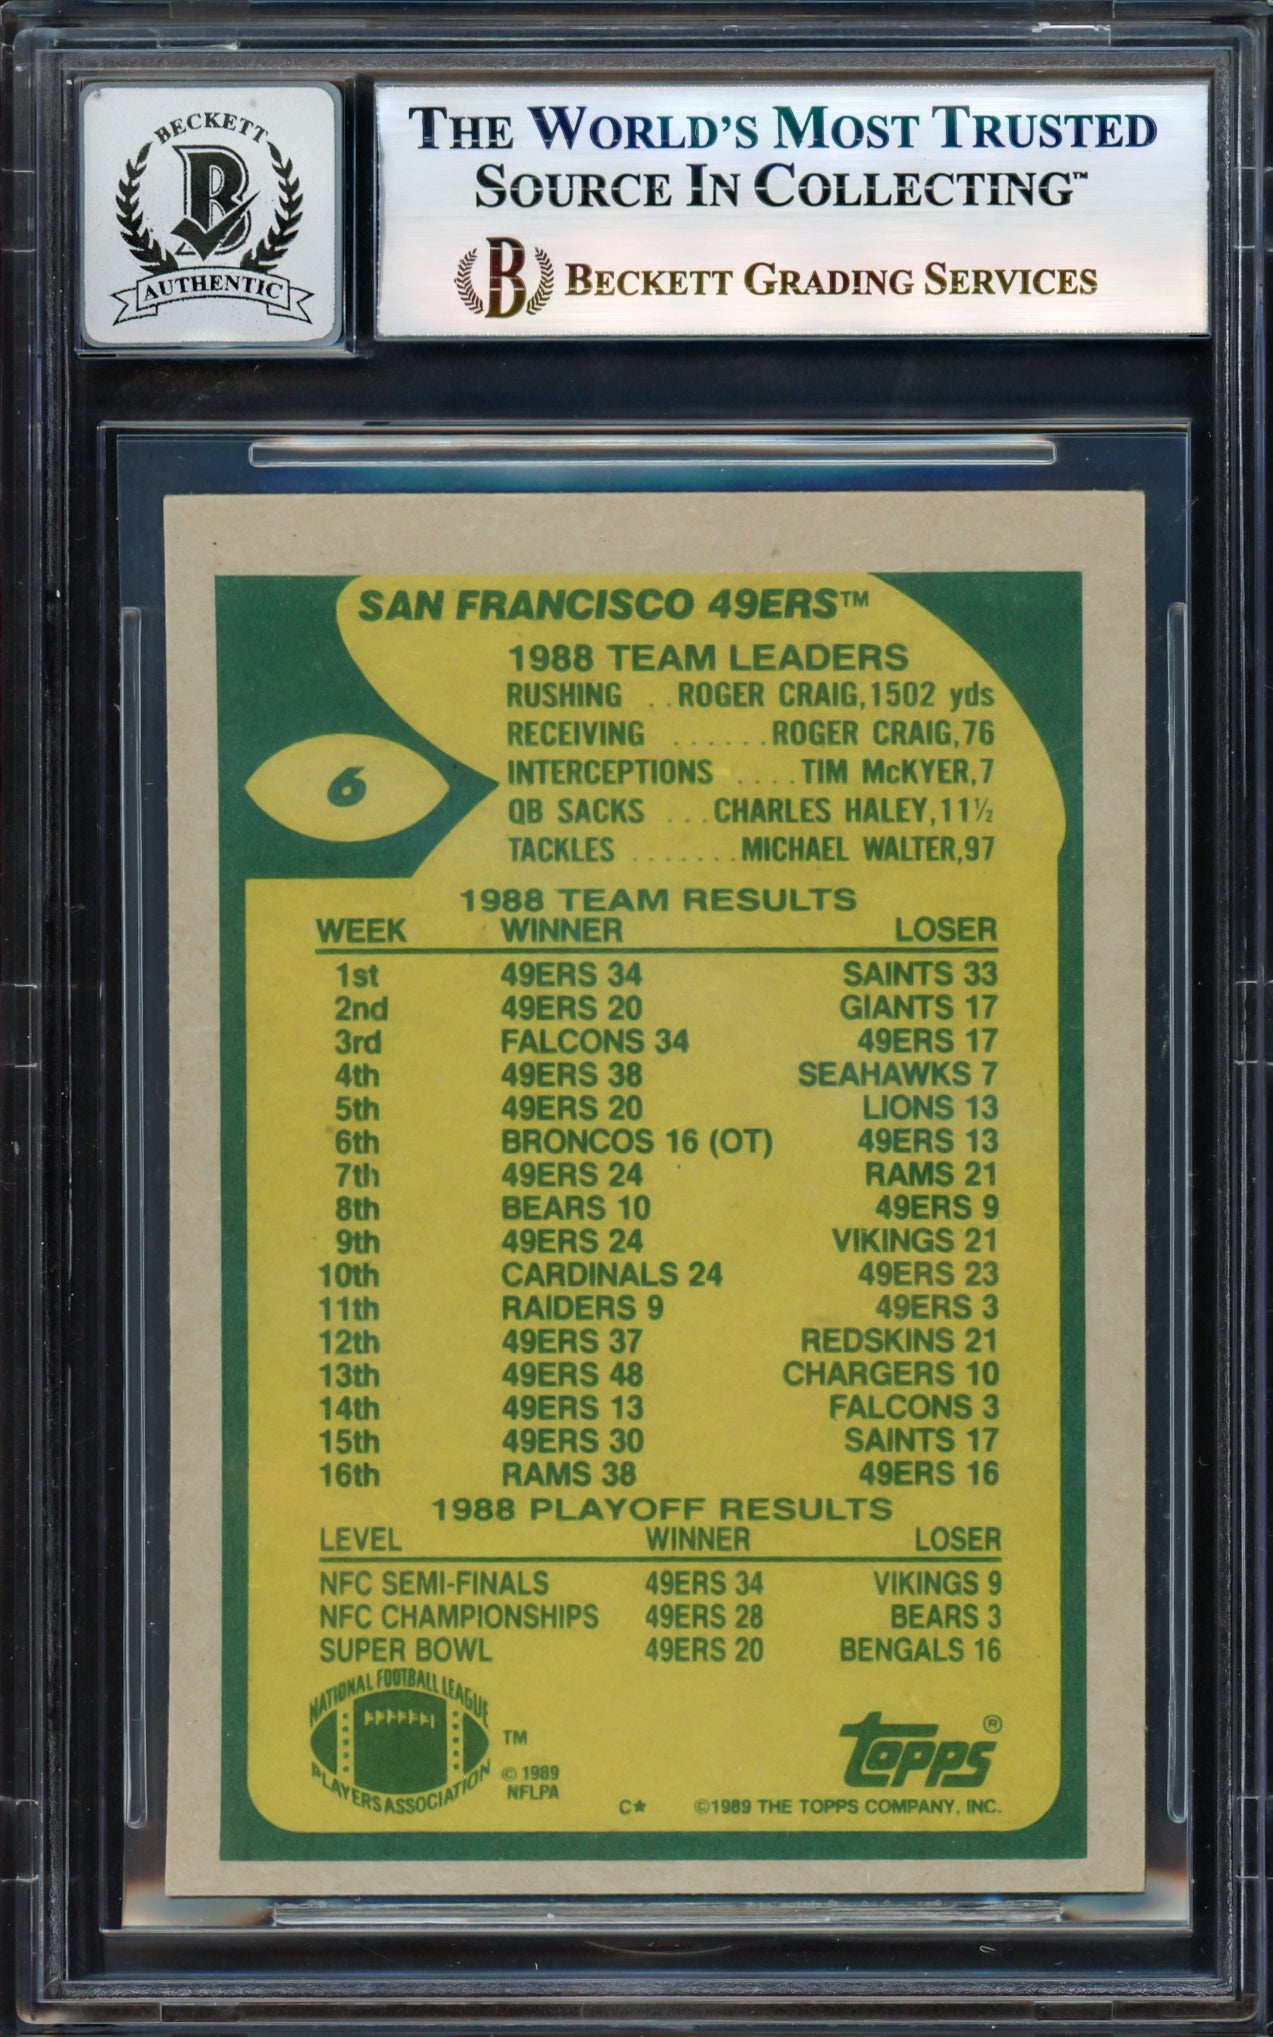 BECKETT
B
AUTHENTIC
THE WORLD'S MOST TRUSTED
SOURCE IN COLLECTING™
B BECKETT GRADING SERVICES
SAN FRANCISCO 49ERS™
1988 TEAM LEADERS
RUSHING ..ROGER CRAIG,1502 yds
RECEIVING ......ROGER CRAIG,76
6
INTERCEPTIONS ....TIM McKYER,7
QB SACKS ...CHARLES HALEY,11½
TACKLES .......MICHAEL WALTER,97
1988 TEAM RESULTS
WEEK WINNER LOSER
1st 49ERS 34 SAINTS 33
2nd 49ERS 20 GIANTS 17
3rd FALCONS 34 49ERS 17
4th 49ERS 38 SEAHAWKS 7
5th 49ERS 20 LIONS 13
6th BRONCOS 16 (OT) 49ERS 13
7th 49ERS 24 RAMS 21
8th BEARS 10 49ERS 9
9th 49ERS 24 VIKINGS 21
10th CARDINALS 24 49ERS 23
11th RAIDERS 9 49ERS 3
12th 49ERS 37 REDSKINS 21
13th 49ERS 48 CHARGERS 10
14th 49ERS 13 FALCONS 3
15th 49ERS 30 SAINTS 17
16th RAMS 38 49ERS 16
1988 PLAYOFF RESULTS
LEVEL WINNER LOSER
NFC SEMI-FINALS 49ERS 34 VIKINGS 9
NFC CHAMPIONSHIPS 49ERS 28 BEARS 3
SUPER BOWL 49ERS 20 BENGALS 16
NATIONAL FOOTBALL LEAGUE
PLAYERS ASSOCIATION
™
© 1989
NFLPA
topps®
C* ©1989 THE TOPPS COMPANY, INC.